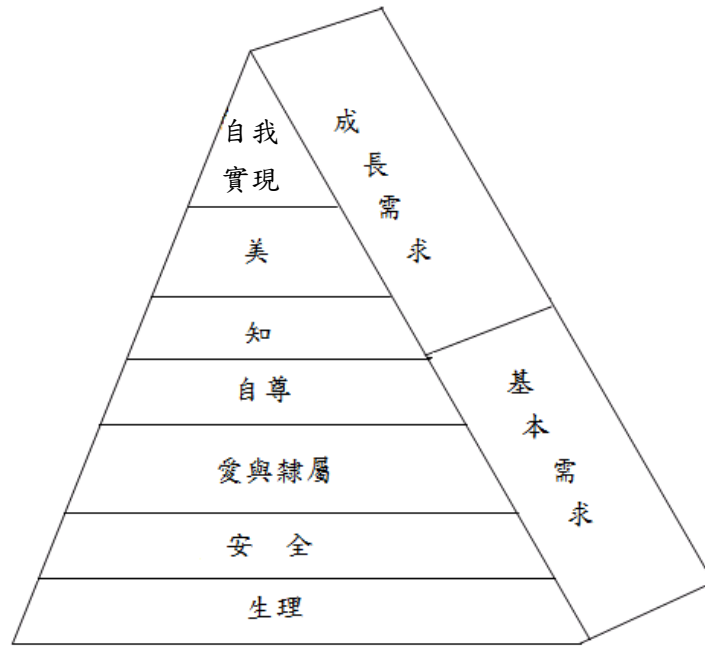 自我
實現
美
知
自尊
愛與隸屬
安 全
生理
成長需求
基本需求